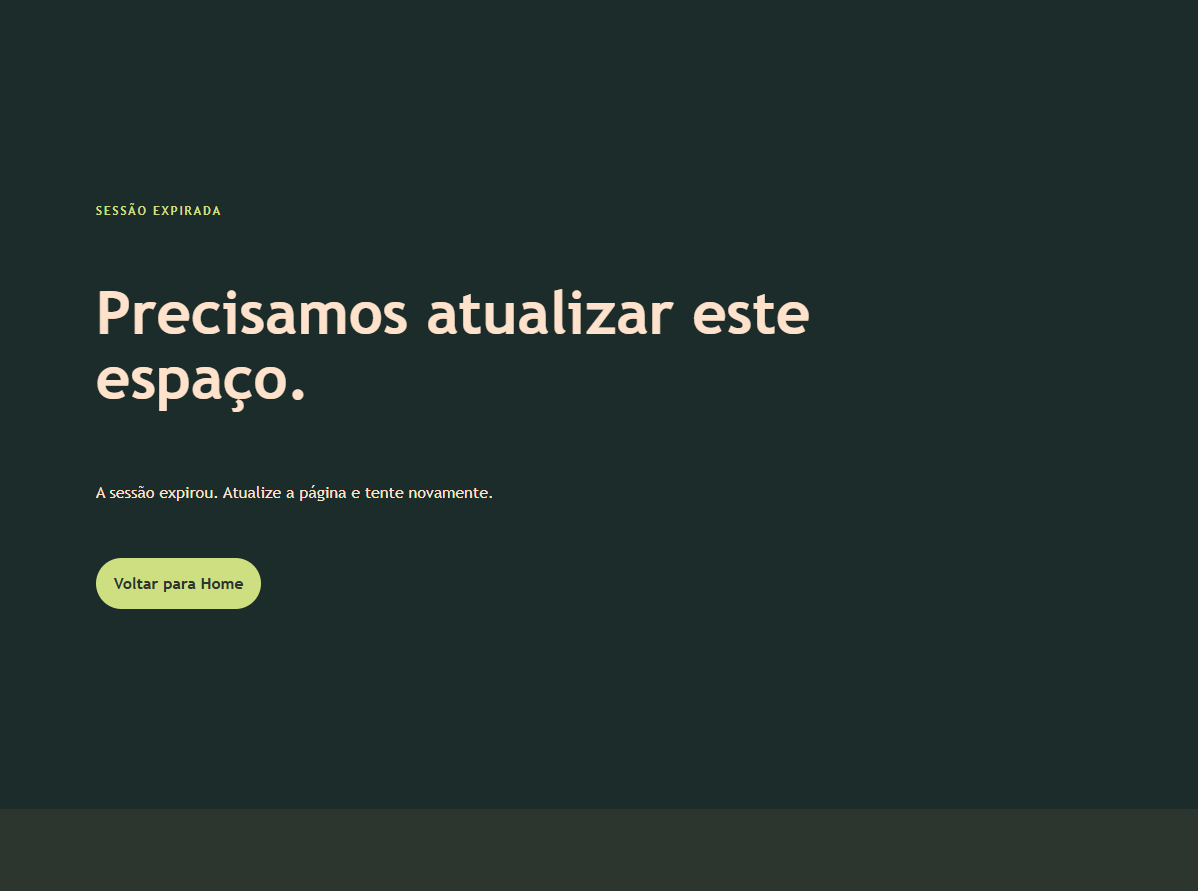 SESSÃO EXPIRADA
Precisamos atualizar este
espaço.
A sessão expirou. Atualize a página e tente novamente.
Voltar para Home